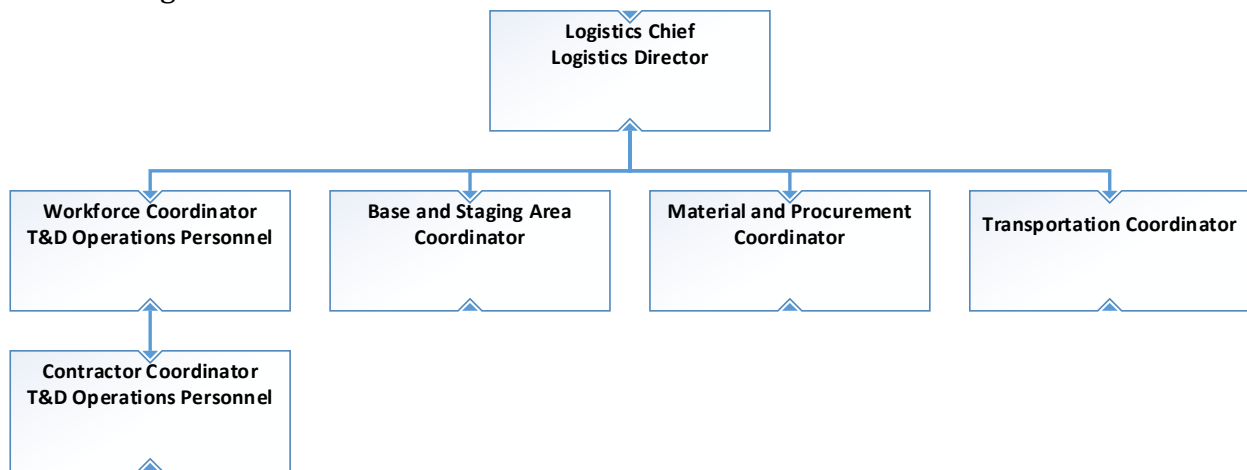 Logistics Chief
Logistics Director
Workforce Coordinator
T&D Operations Personnel
Base and Staging Area
Coordinator
Material and Procurement
Coordinator
Transportation Coordinator
Contractor Coordinator
T&D Operations Personnel